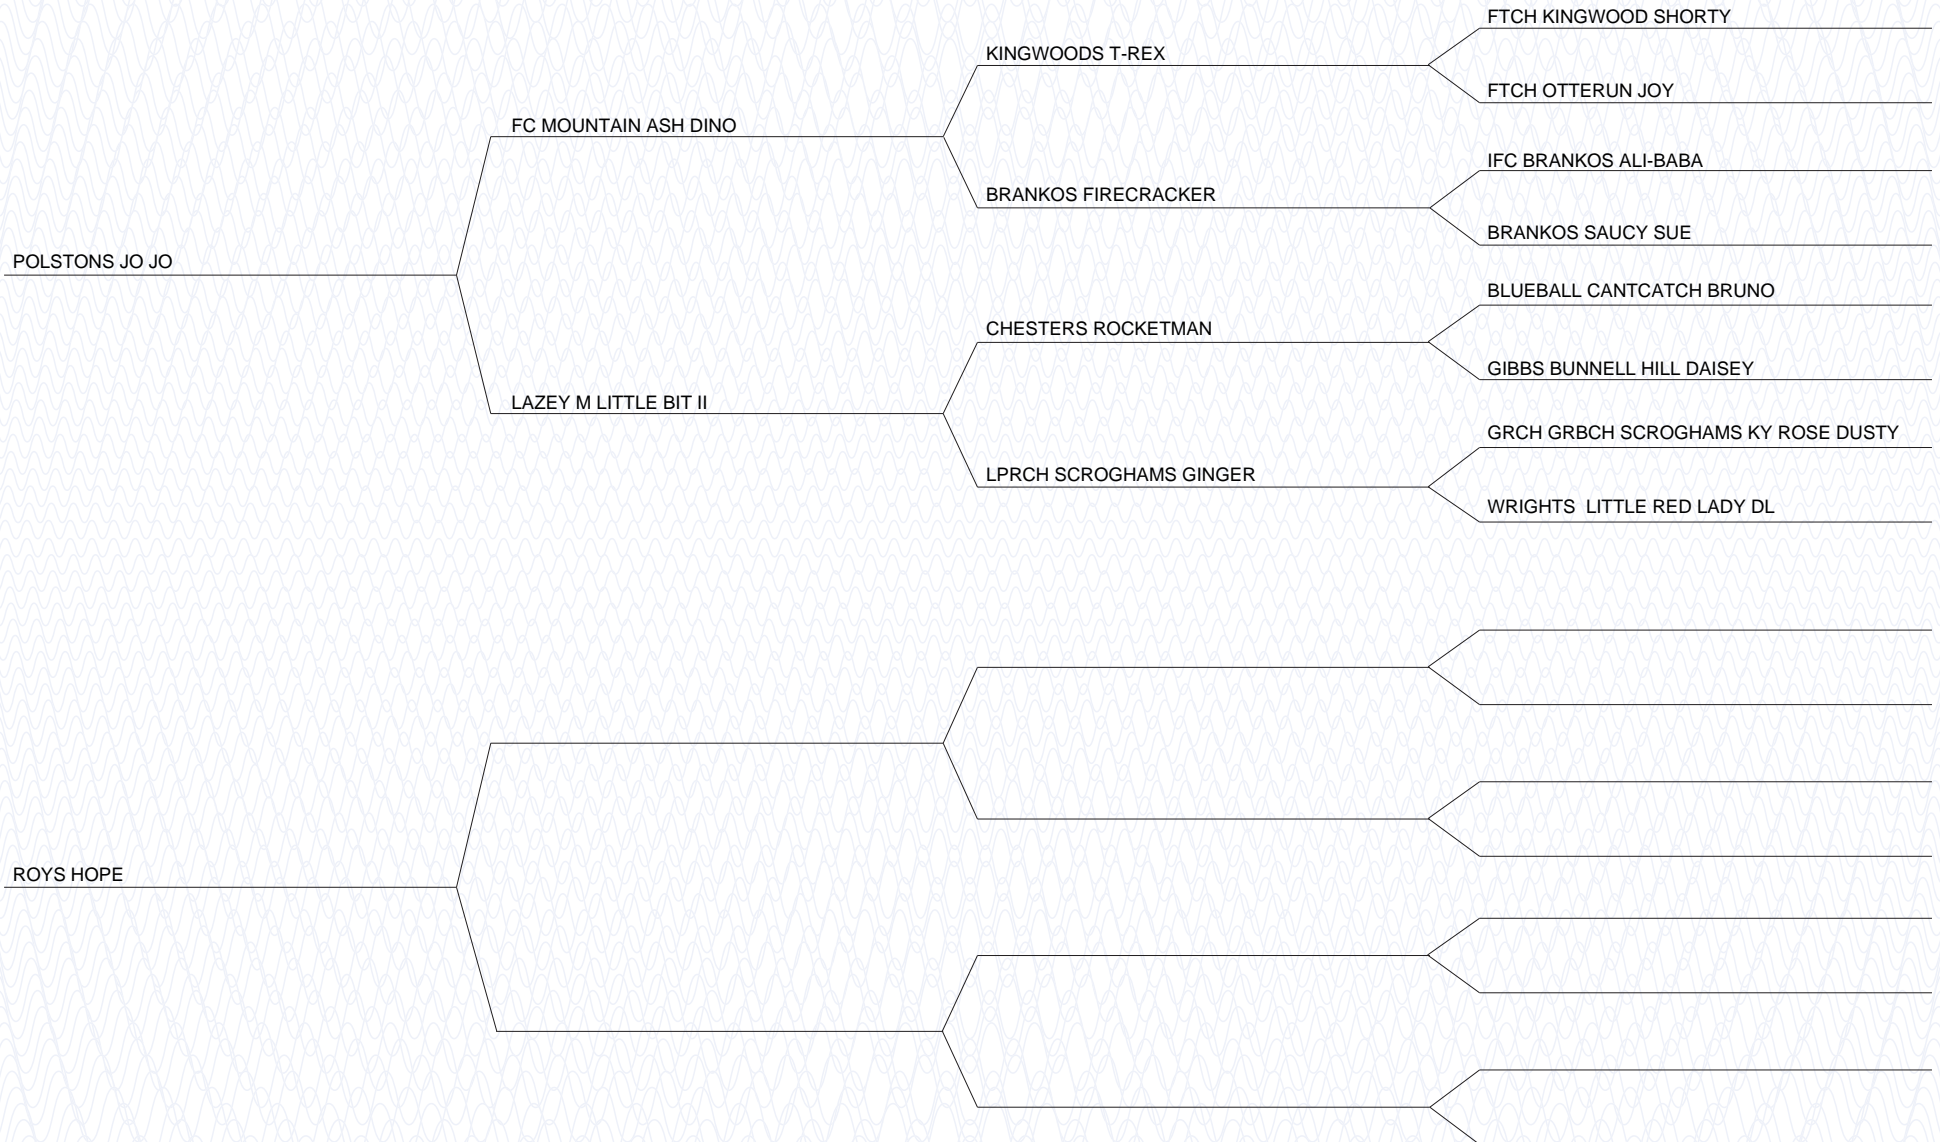 FTCH KINGWOOD SHORTY
KINGWOODS T-REX
FTCH OTTERUN JOY
FC MOUNTAIN ASH DINO
IFC BRANKOS ALI-BABA
BRANKOS FIRECRACKER
BRANKOS SAUCY SUE
POLSTONS JO JO
BLUEBALL CANTCATCH BRUNO
CHESTERS ROCKETMAN
GIBBS BUNNELL HILL DAISEY
LAZEY M LITTLE BIT II
GRCH GRBCH SCROGHAMS KY ROSE DUSTY
LPRCH SCROGHAMS GINGER
WRIGHTS  LITTLE RED LADY DL
ROYS HOPE